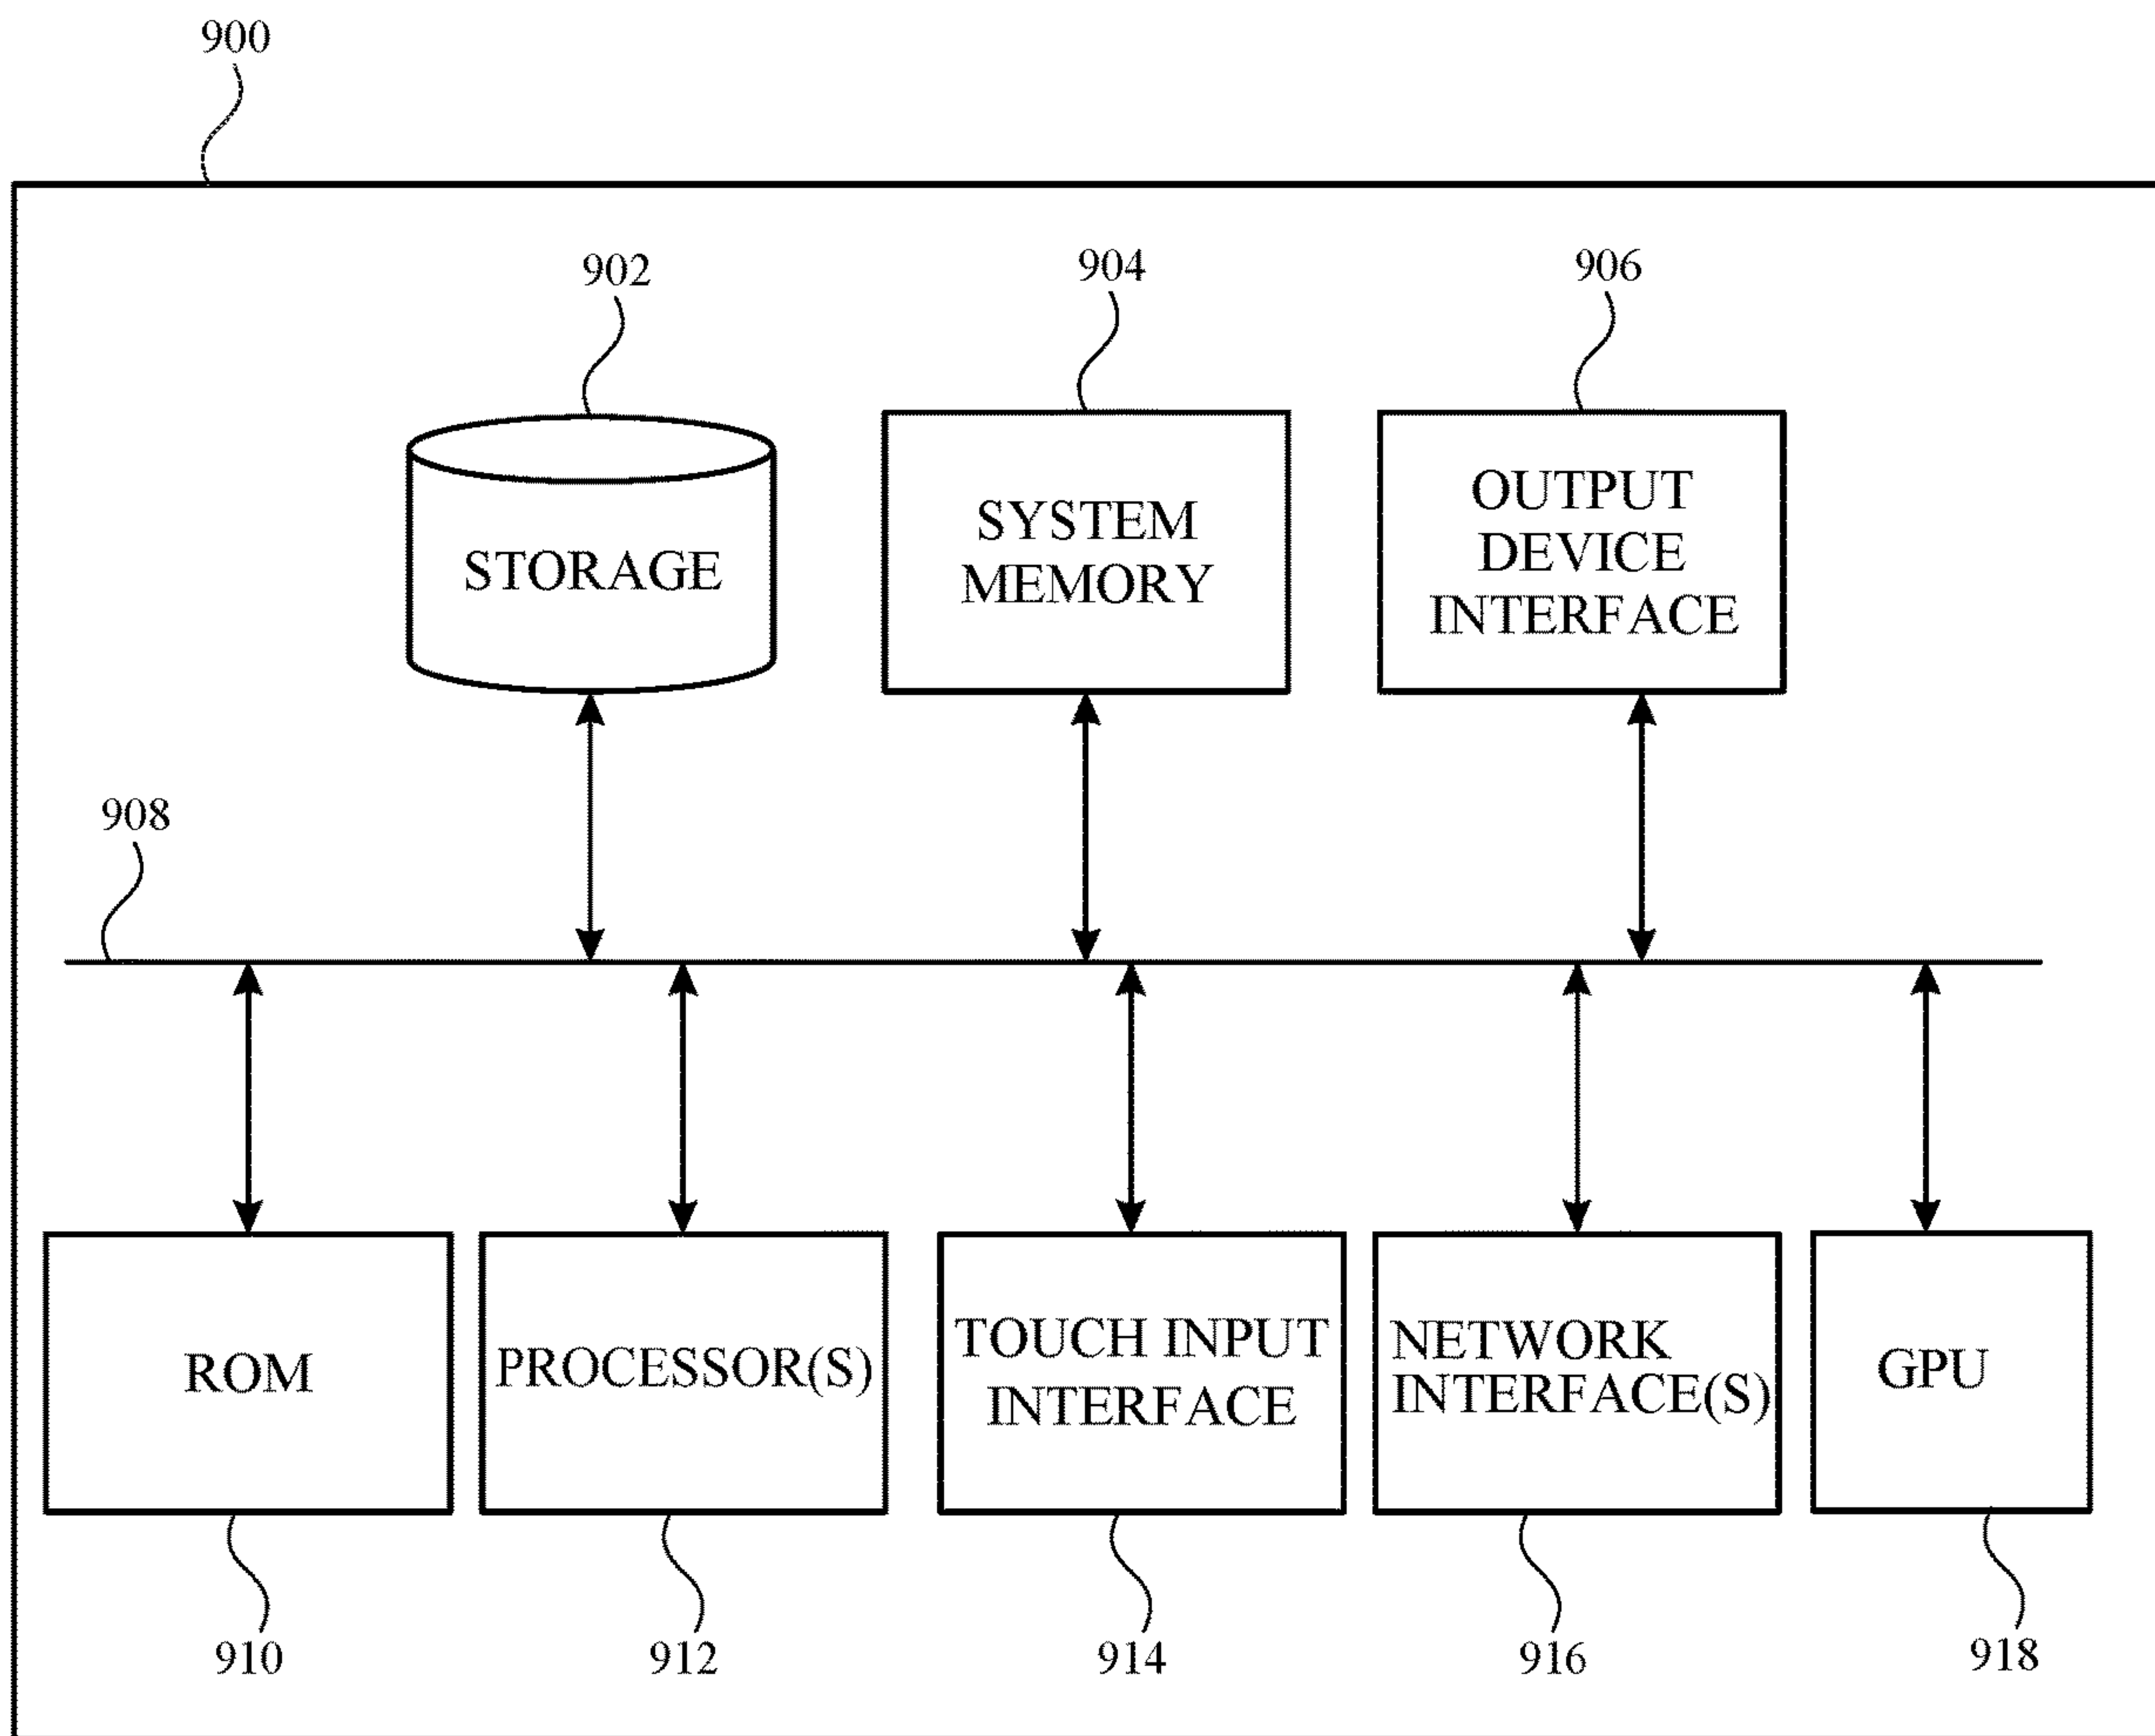 900
902
904
906
STORAGE
SYSTEM
MEMORY
OUTPUT
DEVICE
INTERFACE
908
ROM
PROCESSOR(S)
TOUCH INPUT
INTERFACE
NETWORK
INTERFACE(S)
GPU
910
912
914
916
918